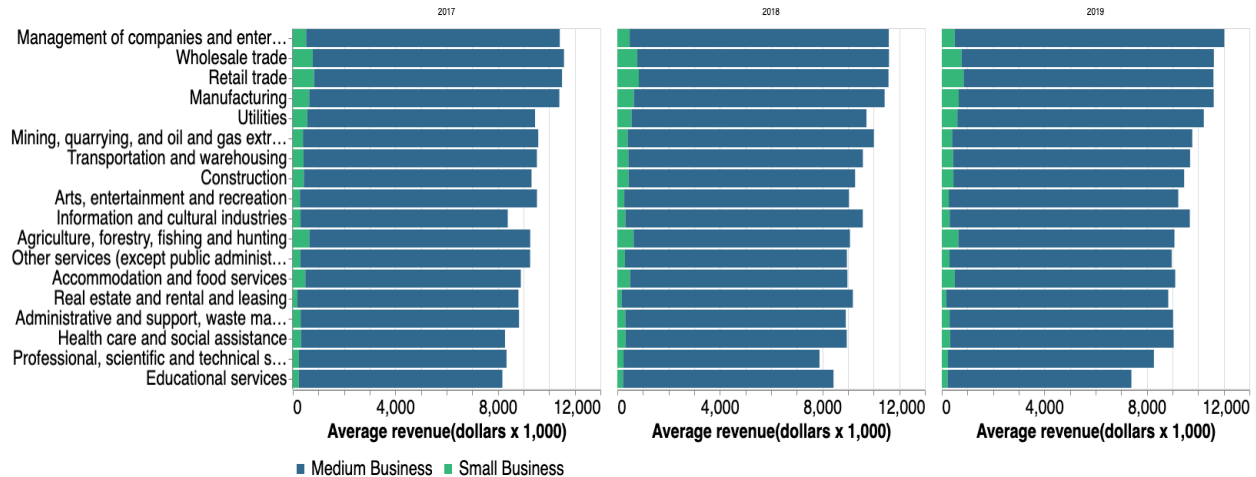 2017 2018 2019
Management of companies and enter…
Wholesale trade
Retail trade
Manufacturing
Utilities
Mining, quarrying, and oil and gas extr…
Transportation and warehousing
Construction
Arts, entertainment and recreation
Information and cultural industries
Agriculture, forestry, fishing and hunting
Other services (except public administ…
Accommodation and food services
Real estate and rental and leasing
Administrative and support, waste ma…
Health care and social assistance
Professional, scientific and technical s…
Educational services
0 4,000 8,000 12,000 0 4,000 8,000 12,000 0 4,000 8,000 12,000
Average revenue(dollars x 1,000) Average revenue(dollars x 1,000) Average revenue(dollars x 1,000)
Medium Business Small Business